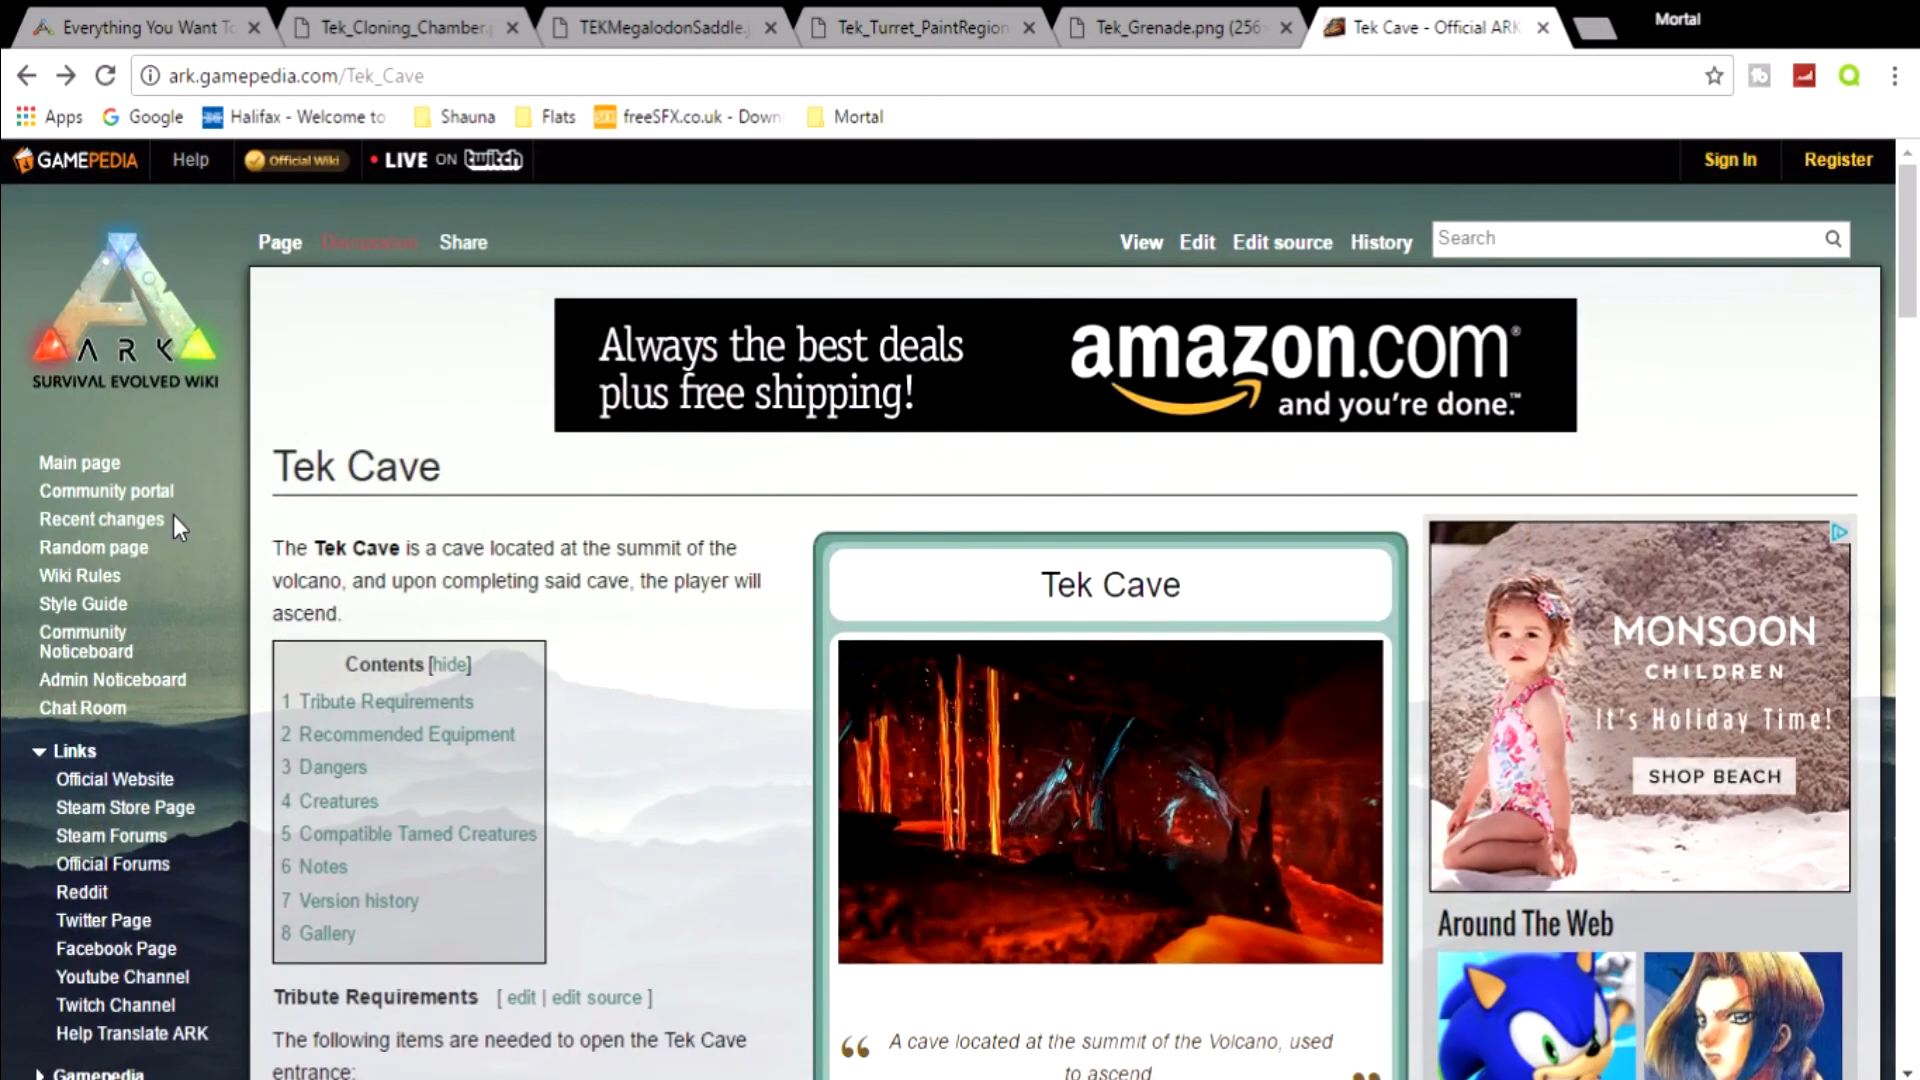 Everything You Want To
Tek_Cloning_Chamber.
TEKMegalodonSaddle.
Tek_Turret_PaintRegion
Tek_Grenade.png (256
Tek Cave - Official ARK
Mortal
ark.gamepedia.com/Tek_Cave
Apps
Google
Halifax - Welcome to
Shauna
Flats
freeSFX.co.uk - Down
Mortal
GAMEPEDIA
Help
Official Wiki
LIVE ON twitch
Sign In
Register
Page
Discussion
Share
View
Edit
Edit source
History
Search
ARK
SURVIVAL EVOLVED WIKI
Always the best deals
plus free shipping!
amazon.com®
and you're done.™
Main page
Community portal
Recent changes
Random page
Wiki Rules
Style Guide
Community
Noticeboard
Admin Noticeboard
Chat Room
Links
Official Website
Steam Store Page
Steam Forums
Official Forums
Reddit
Twitter Page
Facebook Page
Youtube Channel
Twitch Channel
Help Translate ARK
Gamepedia
Tek Cave
The Tek Cave is a cave located at the summit of the
volcano, and upon completing said cave, the player will
ascend.
Contents [hide]
1 Tribute Requirements
2 Recommended Equipment
3 Dangers
4 Creatures
5 Compatible Tamed Creatures
6 Notes
7 Version history
8 Gallery
Tribute Requirements [ edit | edit source ]
The following items are needed to open the Tek Cave
entrance:
Tek Cave
“ A cave located at the summit of the Volcano, used
to ascend ”
MONSOON
CHILDREN
It's Holiday Time!
SHOP BEACH
Around The Web